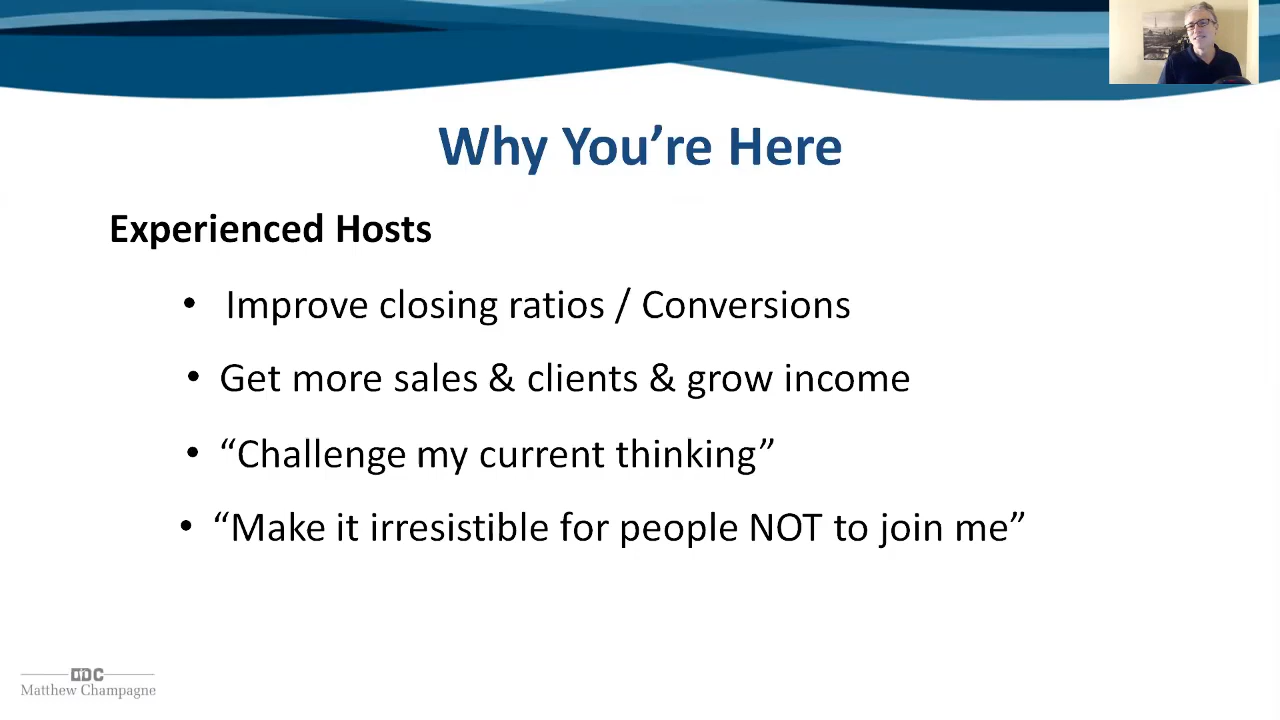 Why You’re Here
Experienced Hosts
• Improve closing ratios / Conversions
• Get more sales & clients & grow income
• “Challenge my current thinking”
• “Make it irresistible for people NOT to join me”
Matthew Champagne